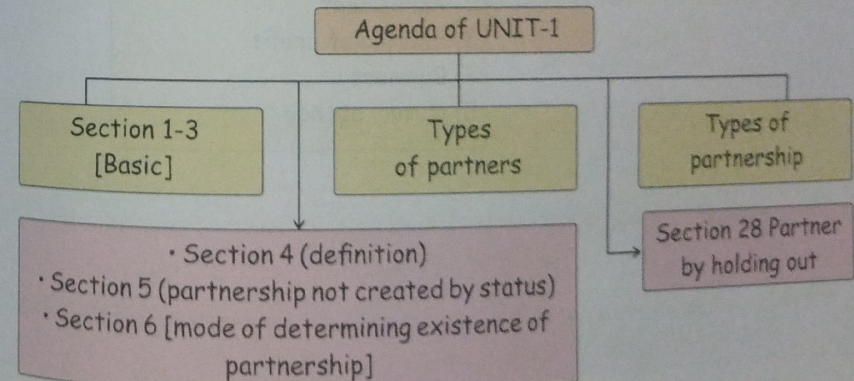 Agenda of UNIT-1
Section 1-3
[Basic]
Types
of partners
Types of
partnership
• Section 4 (definition)
• Section 5 (partnership not created by status)
• Section 6 [mode of determining existence of
partnership]
Section 28 Partner
by holding out